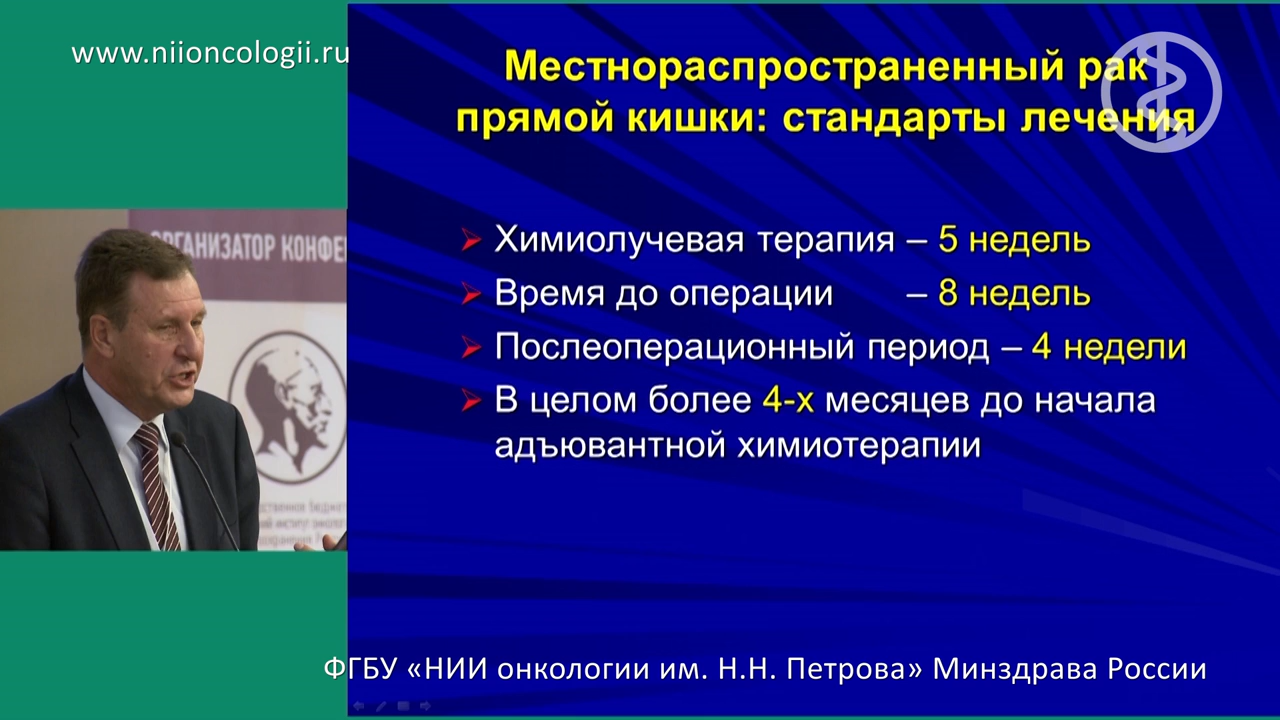 www.niioncologii.ru
Местнораспространенный рак
прямой кишки: стандарты лечения
ОРГАНИЗАТОР КОНФЕ
Химиолучевая терапия – 5 недель
Время до операции – 8 недель
Послеоперационный период – 4 недели
В целом более 4-х месяцев до начала
адъювантной химиотерапии
ФГБУ «НИИ онкологии им. Н.Н. Петрова» Минздрава России